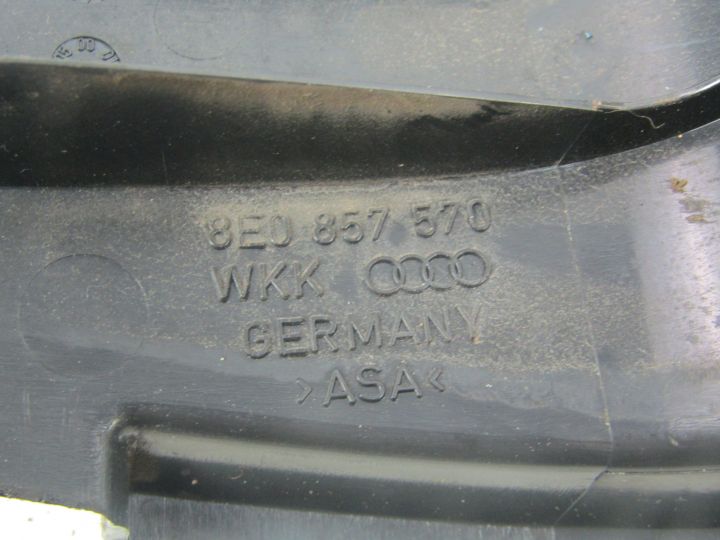 8E0 857 570
WKK
GERMANY
>ASA<